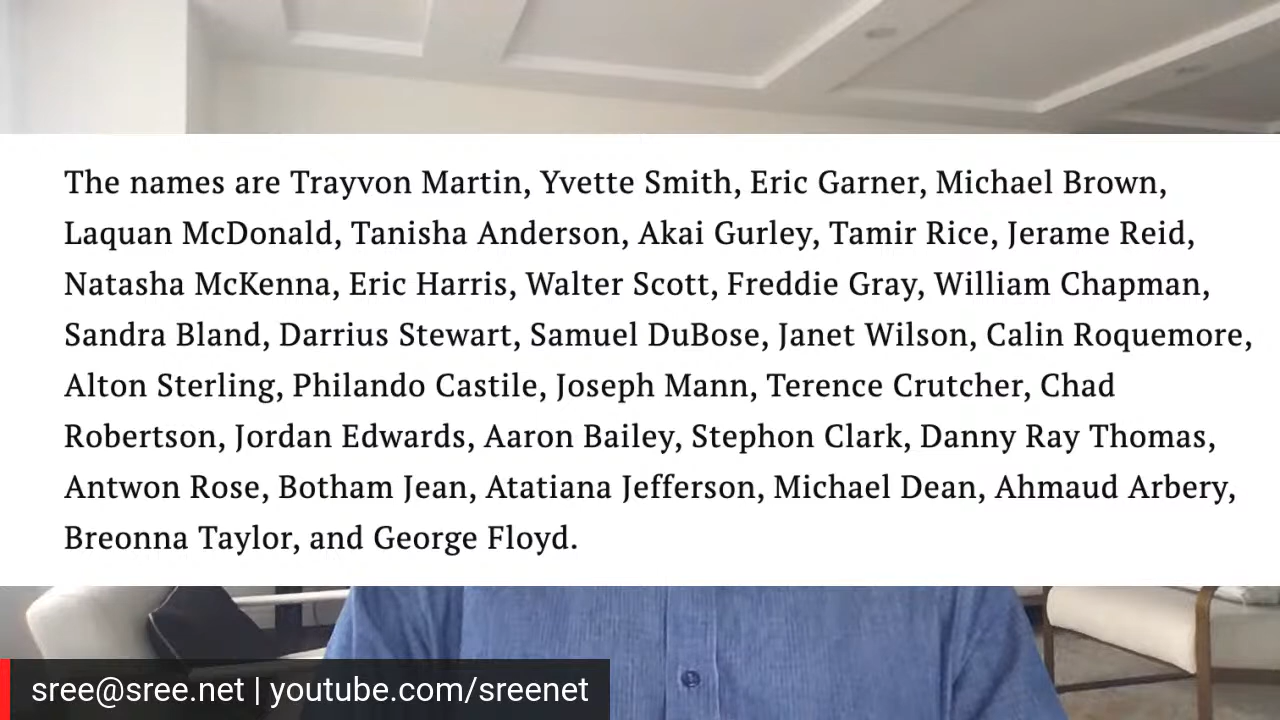 The names are Trayvon Martin, Yvette Smith, Eric Garner, Michael Brown,
Laquan McDonald, Tanisha Anderson, Akai Gurley, Tamir Rice, Jerame Reid,
Natasha McKenna, Eric Harris, Walter Scott, Freddie Gray, William Chapman,
Sandra Bland, Darrius Stewart, Samuel DuBose, Janet Wilson, Calin Roquemore,
Alton Sterling, Philando Castile, Joseph Mann, Terence Crutcher, Chad
Robertson, Jordan Edwards, Aaron Bailey, Stephon Clark, Danny Ray Thomas,
Antwon Rose, Botham Jean, Atatiana Jefferson, Michael Dean, Ahmaud Arbery,
Breonna Taylor, and George Floyd.
sree@sree.net | youtube.com/sreenet